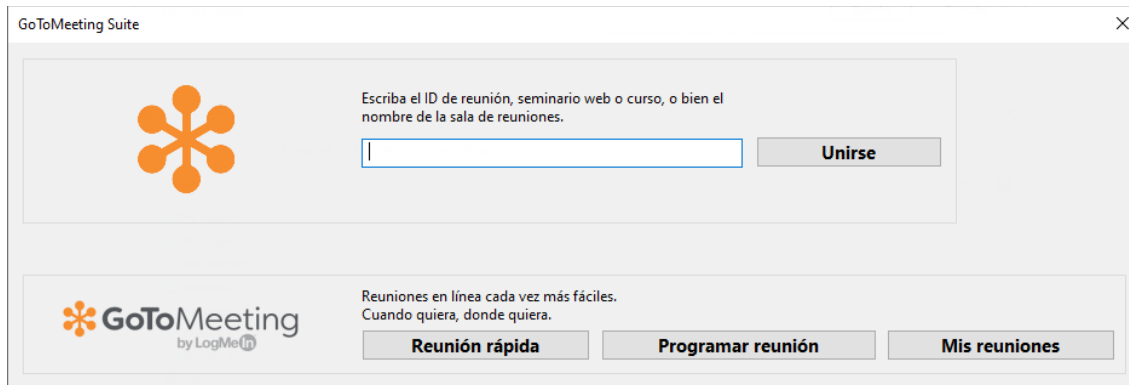 GoToMeeting Suite
Escriba el ID de reunión, seminario web o curso, o bien el
nombre de la sala de reuniones.
Unirse
GoToMeeting
by LogMeIn
Reuniones en línea cada vez más fáciles.
Cuando quiera, donde quiera.
Reunión rápida
Programar reunión
Mis reuniones